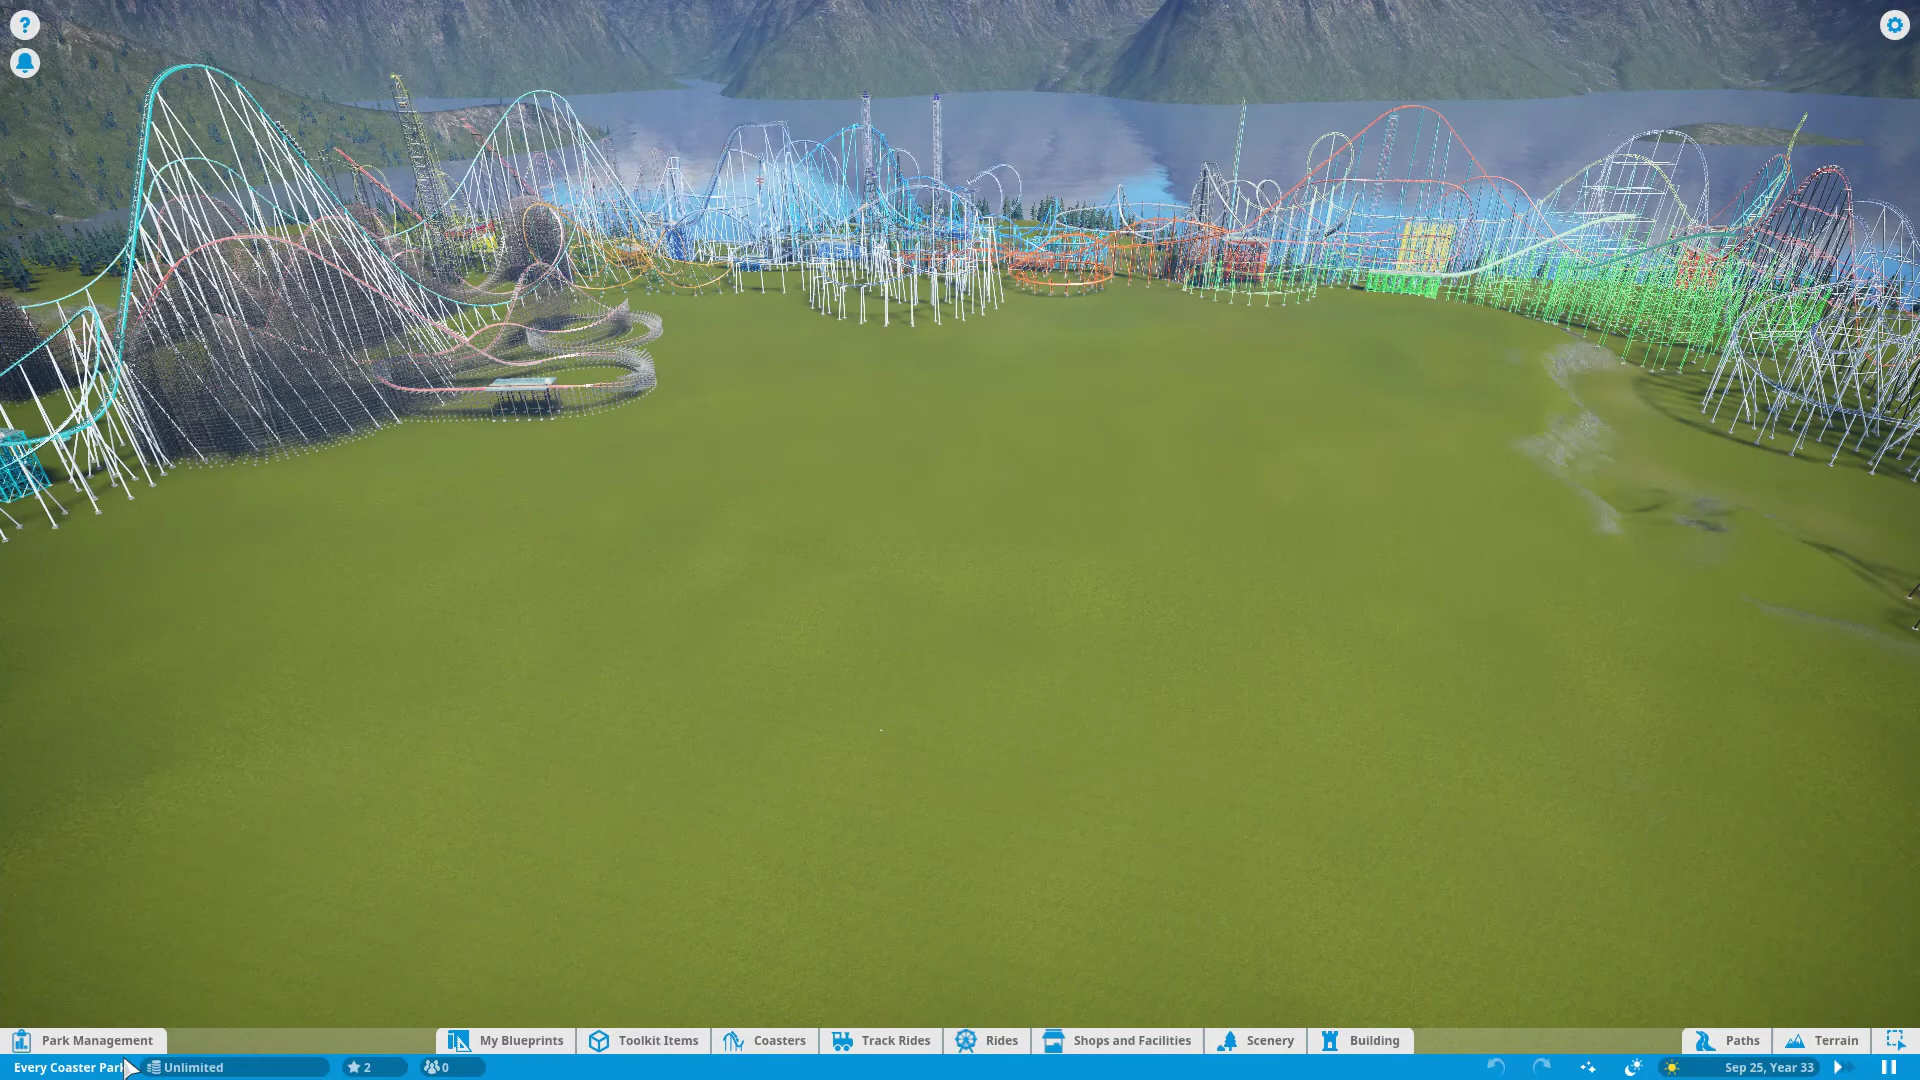 ?
Park Management
My Blueprints
Toolkit Items
Coasters
Track Rides
Rides
Shops and Facilities
Scenery
Building
Paths
Terrain
Every Coaster Park
Unlimited
2
0
Sep 25, Year 33